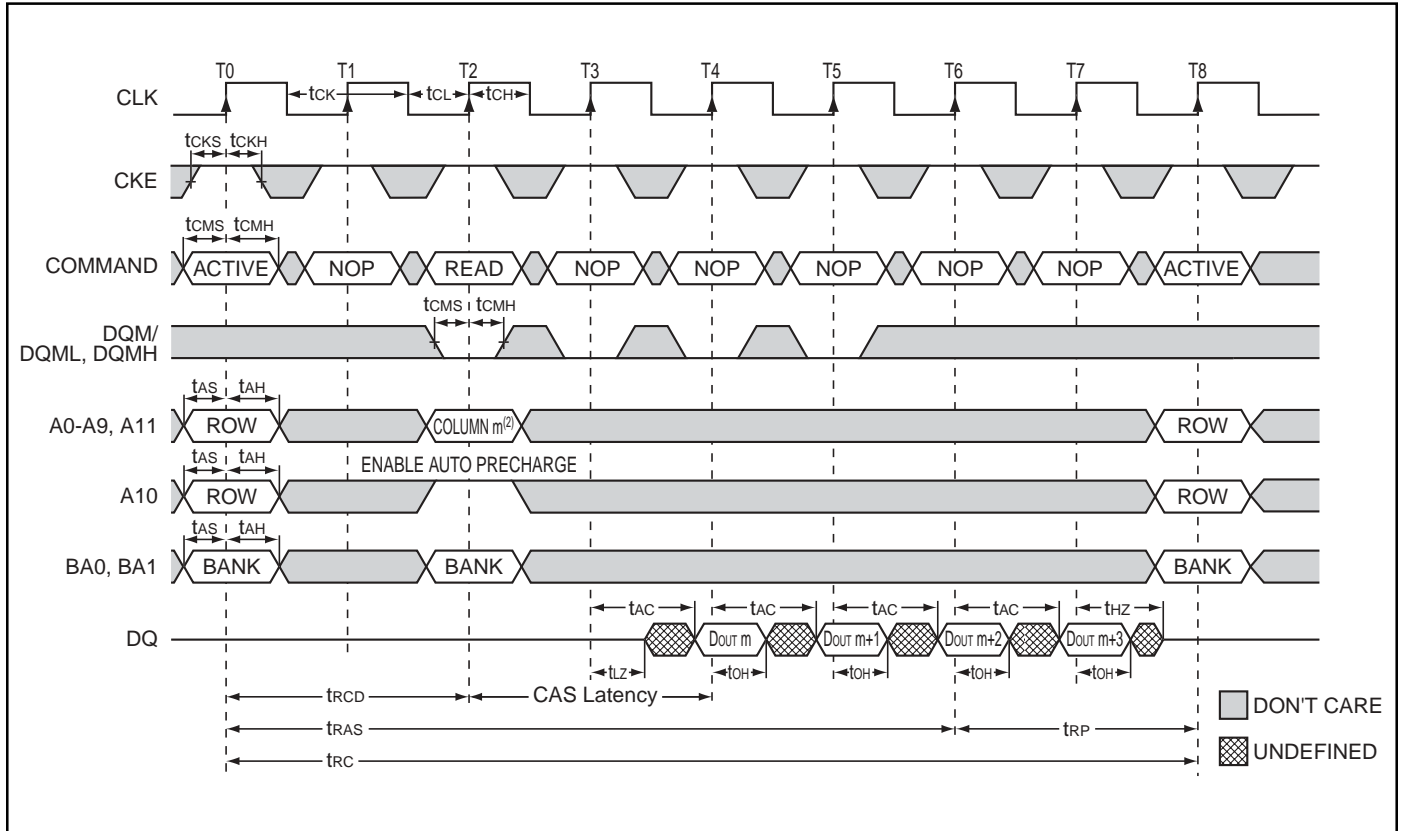 T0 T1 T2 T3 T4 T5 T6 T7 T8
CLK tCK tCL tCH
tCKS tCKH
CKE
tCMS tCMH
COMMAND ACTIVE NOP READ NOP NOP NOP NOP NOP ACTIVE
tCMS tCMH
DQM/
DQML, DQMH
tAS tAH
A0-A9, A11 ROW COLUMN m(2) ROW
tAS tAH ENABLE AUTO PRECHARGE
A10 ROW ROW
tAS tAH
BA0, BA1 BANK BANK BANK
tAC tAC tAC tAC tHZ
DQ DOUT m DOUT m+1 DOUT m+2 DOUT m+3
tLZ tOH tOH tOH tOH
tRCD CAS Latency
DON'T CARE
tRAS tRP
UNDEFINED
tRC